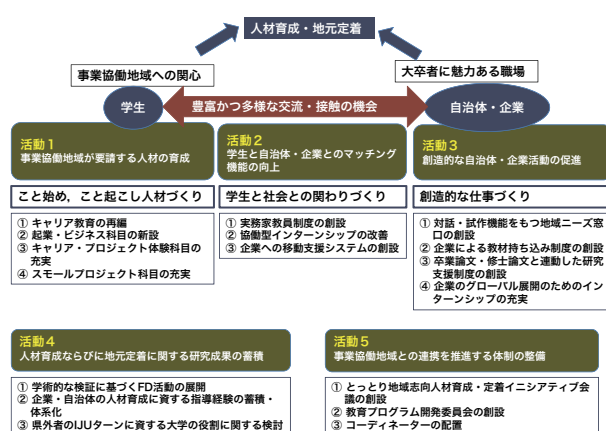 人材育成・地元定着
事業協働地域への関心
大卒者に魅力ある職場
学生
豊富かつ多様な交流・接触の機会
自治体・企業
活動1
事業協働地域が要請する人材の育成
活動2
学生と自治体・企業とのマッチング
機能の向上
活動3
創造的な自治体・企業活動の促進
こと始め，こと起こし人材づくり
学生と社会との関わりづくり
創造的な仕事づくり
① キャリア教育の再編
② 起業・ビジネス科目の新設
③ キャリア・プロジェクト体験科目の
充実
④ スモールプロジェクト科目の充実
① 実務家教員制度の創設
② 協働型インターンシップの改善
③ 企業への移動支援システムの創設
① 対話・試作機能をもつ地域ニーズ窓
口の創設
② 企業による教材持ち込み制度の創設
③ 卒業論文・修士論文と連動した研究
支援制度の創設
④ 企業のグローバル展開のためのイン
ターンシップの充実
活動4
人材育成ならびに地元定着に関する研究成果の蓄積
活動5
事業協働地域との連携を推進する体制の整備
① 学術的な検証に基づくFD活動の展開
② 企業・自治体の人材育成に資する指導経験の蓄積・
体系化
③ 県外者のIJUターンに資する大学の役割に関する検討
① とっとり地域志向人材育成・定着イニシアティブ会
議の創設
② 教育プログラム開発委員会の創設
③ コーディネーターの配置